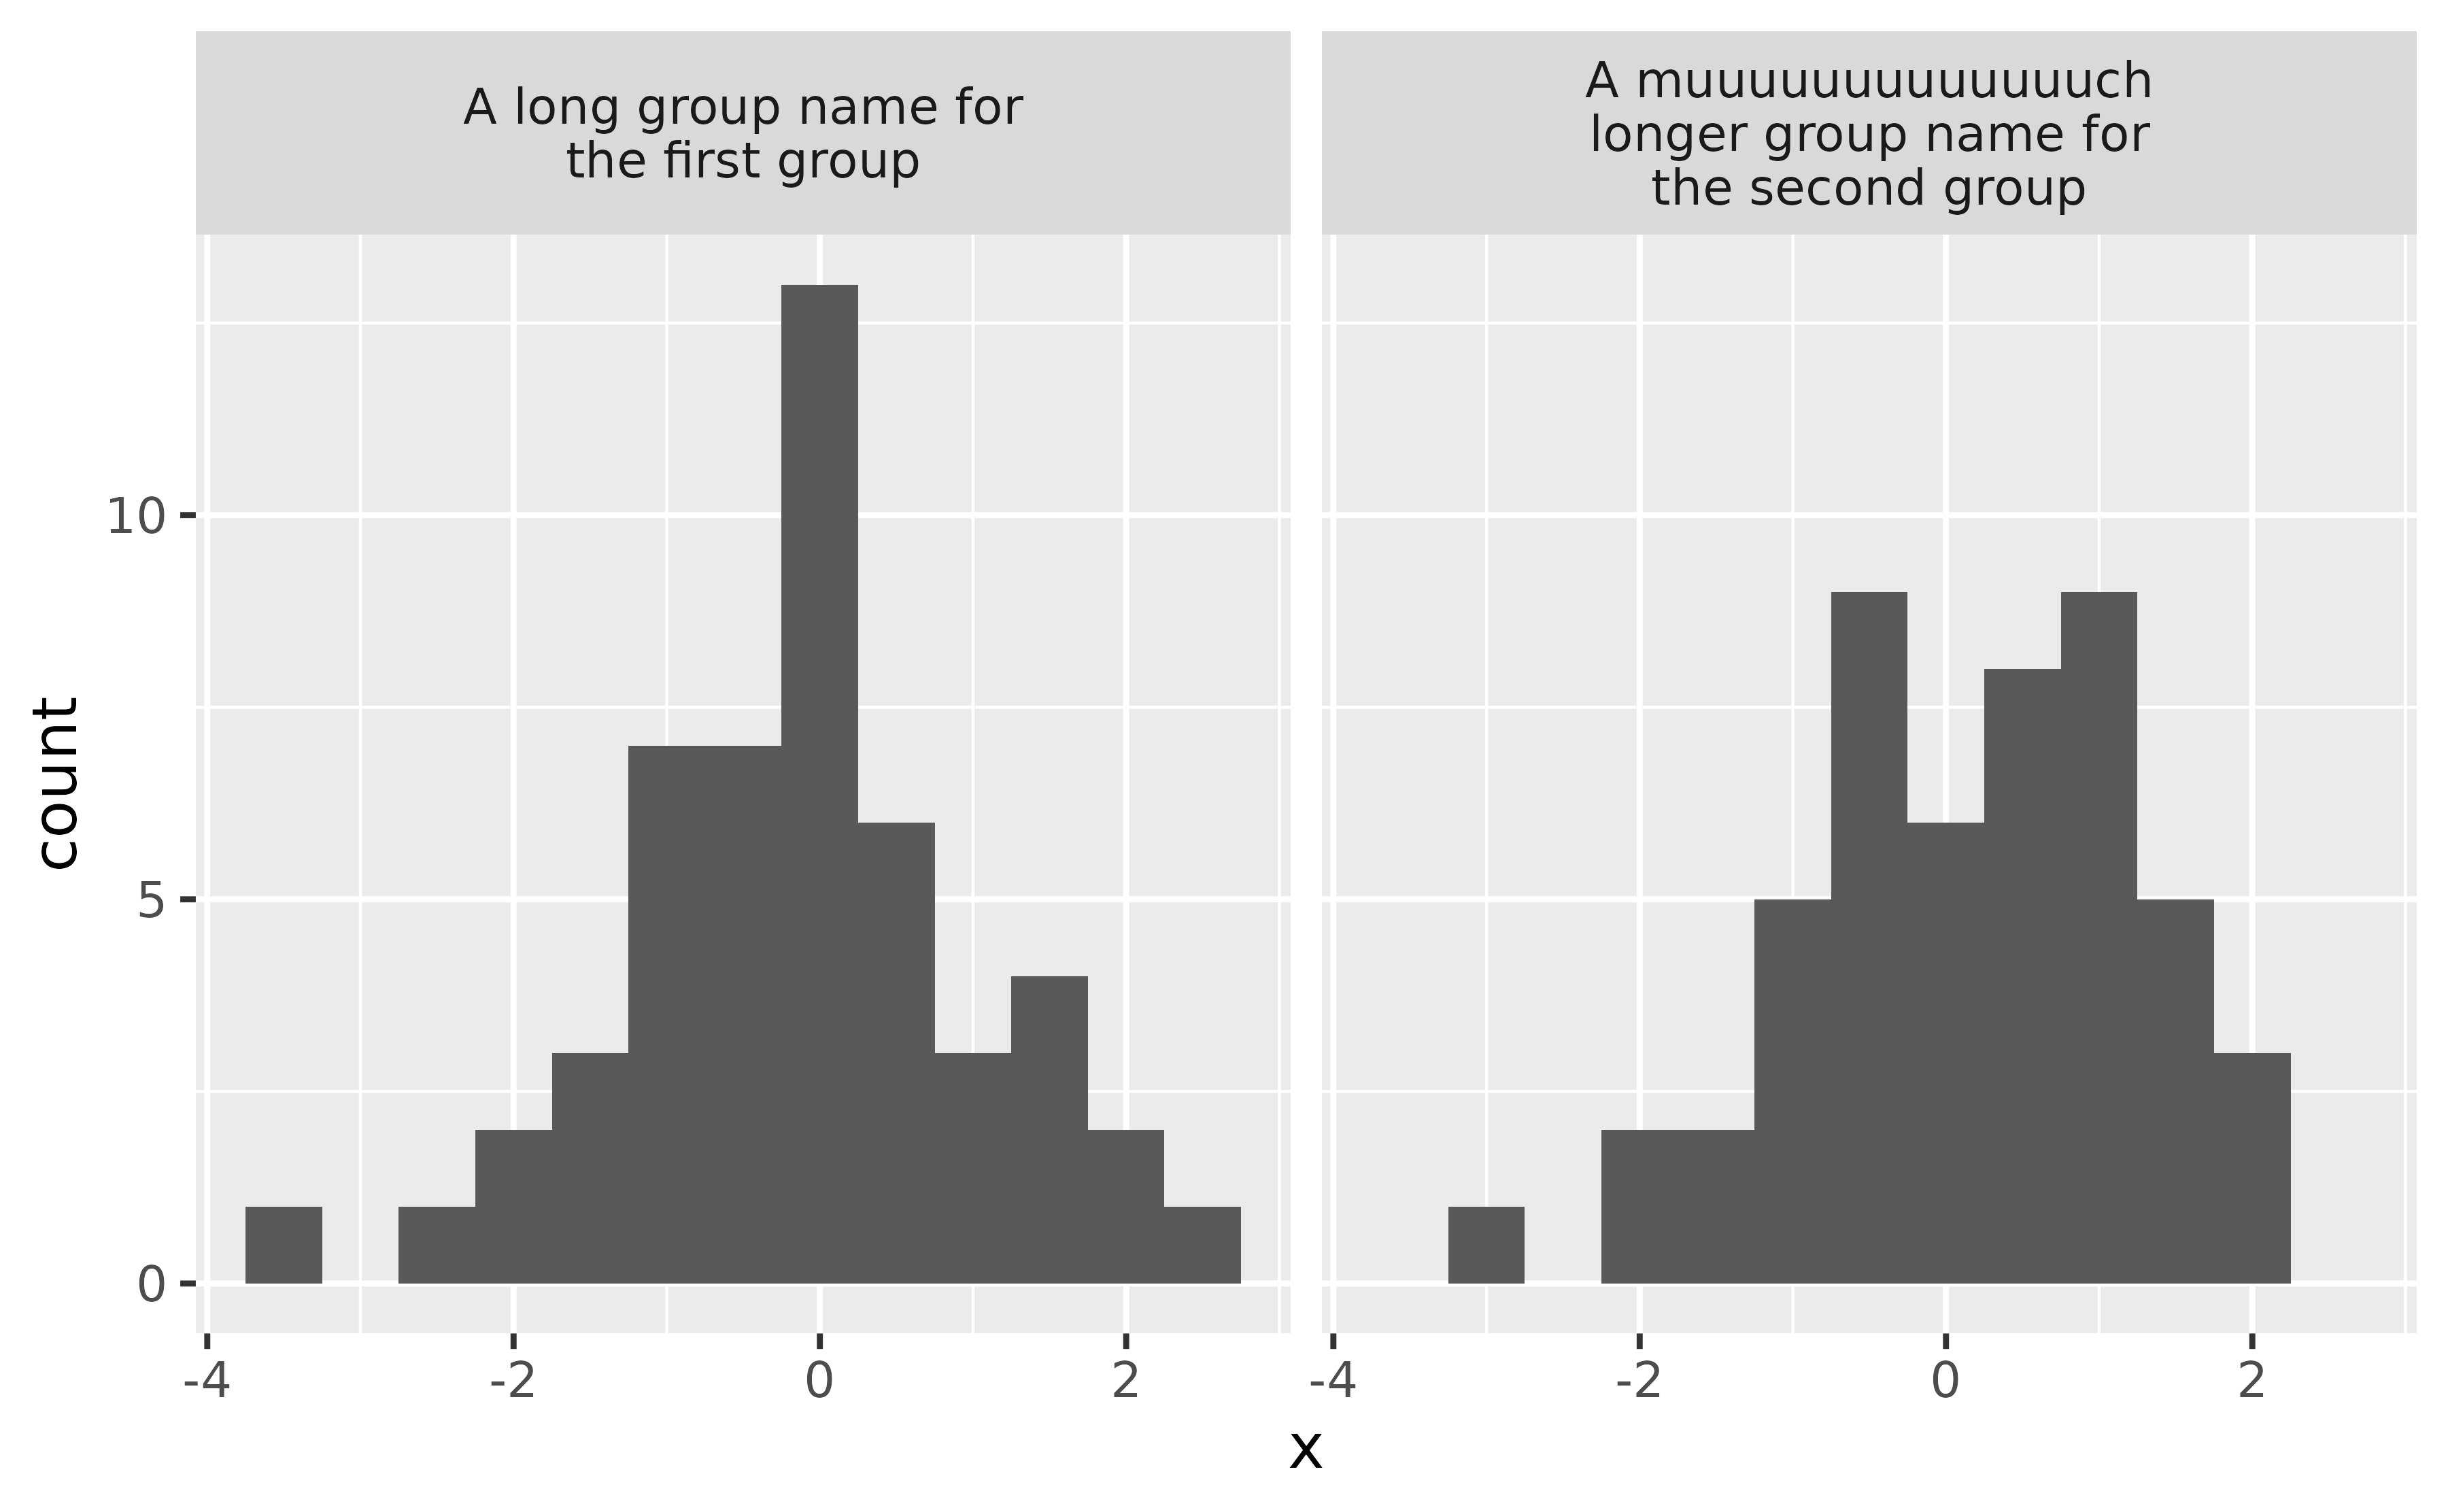 A long group name for
the first group
A muuuuuuuuuuuuuch
longer group name for
the second group
count
10
5
0
-4 -2 0 2 -4 -2 0 2
x